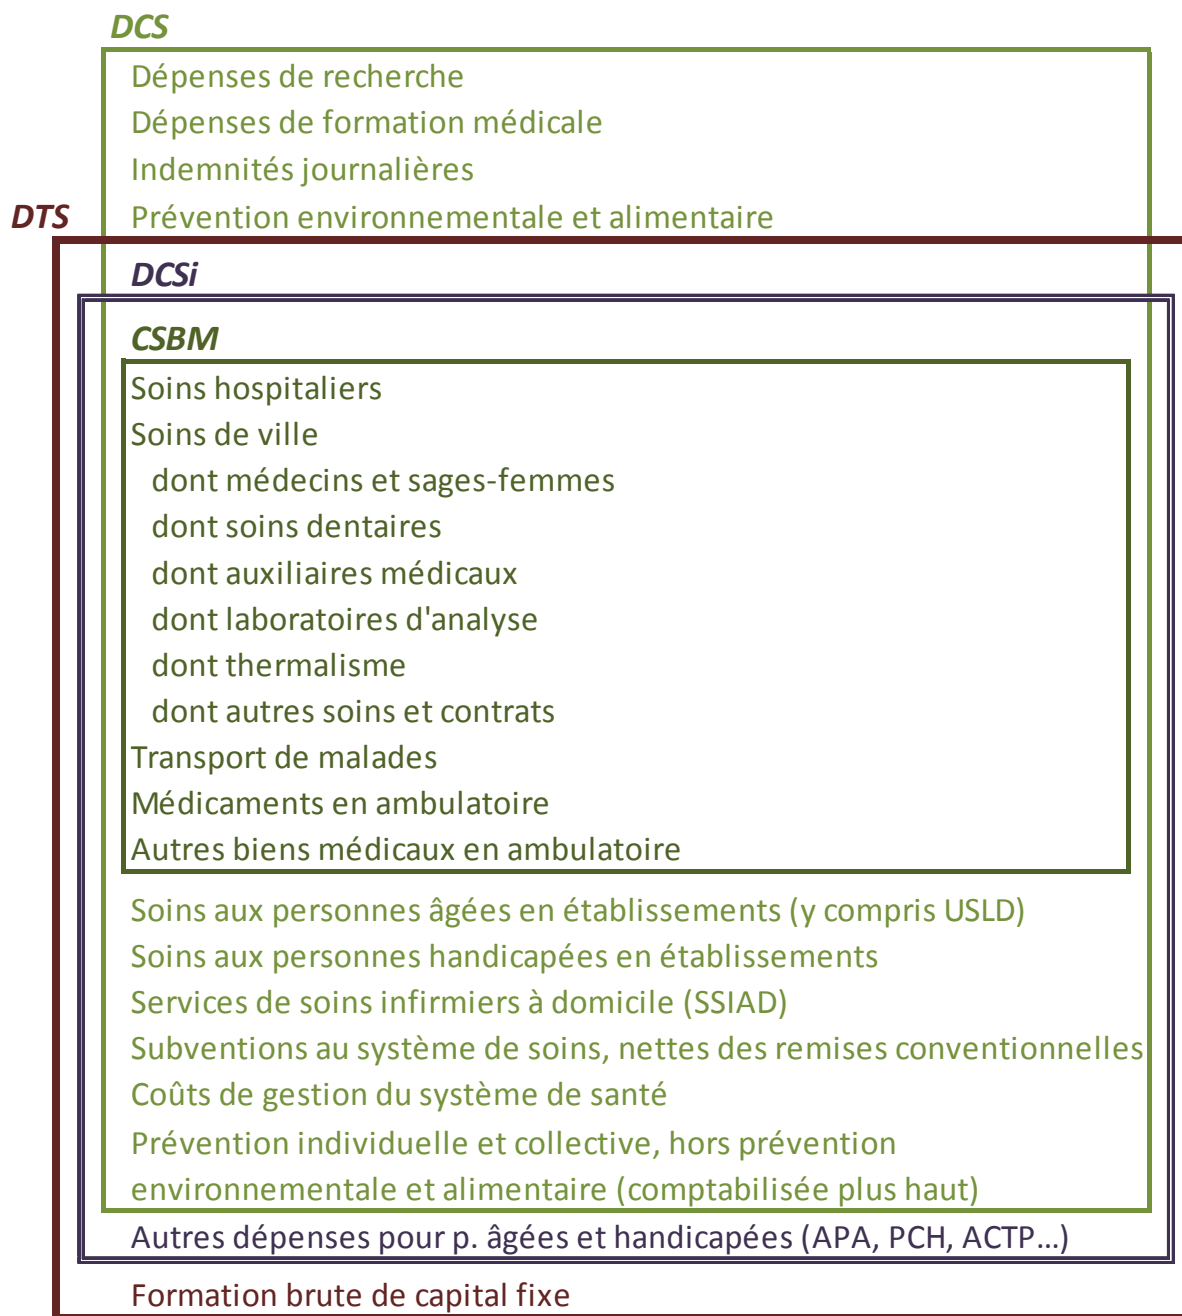 DCS
Dépenses de recherche
Dépenses de formation médicale
Indemnités journalières
DTS Prévention environnementale et alimentaire
DCSi
CSBM
Soins hospitaliers
Soins de ville
dont médecins et sages-femmes
dont soins dentaires
dont auxiliaires médicaux
dont laboratoires d'analyse
dont thermalisme
dont autres soins et contrats
Transport de malades
Médicaments en ambulatoire
Autres biens médicaux en ambulatoire
Soins aux personnes âgées en établissements (y compris USLD)
Soins aux personnes handicapées en établissements
Services de soins infirmiers à domicile (SSIAD)
Subventions au système de soins, nettes des remises conventionnelles
Coûts de gestion du système de santé
Prévention individuelle et collective, hors prévention
environnementale et alimentaire (comptabilisée plus haut)
Autres dépenses pour p. âgées et handicapées (APA, PCH, ACTP...)
Formation brute de capital fixe